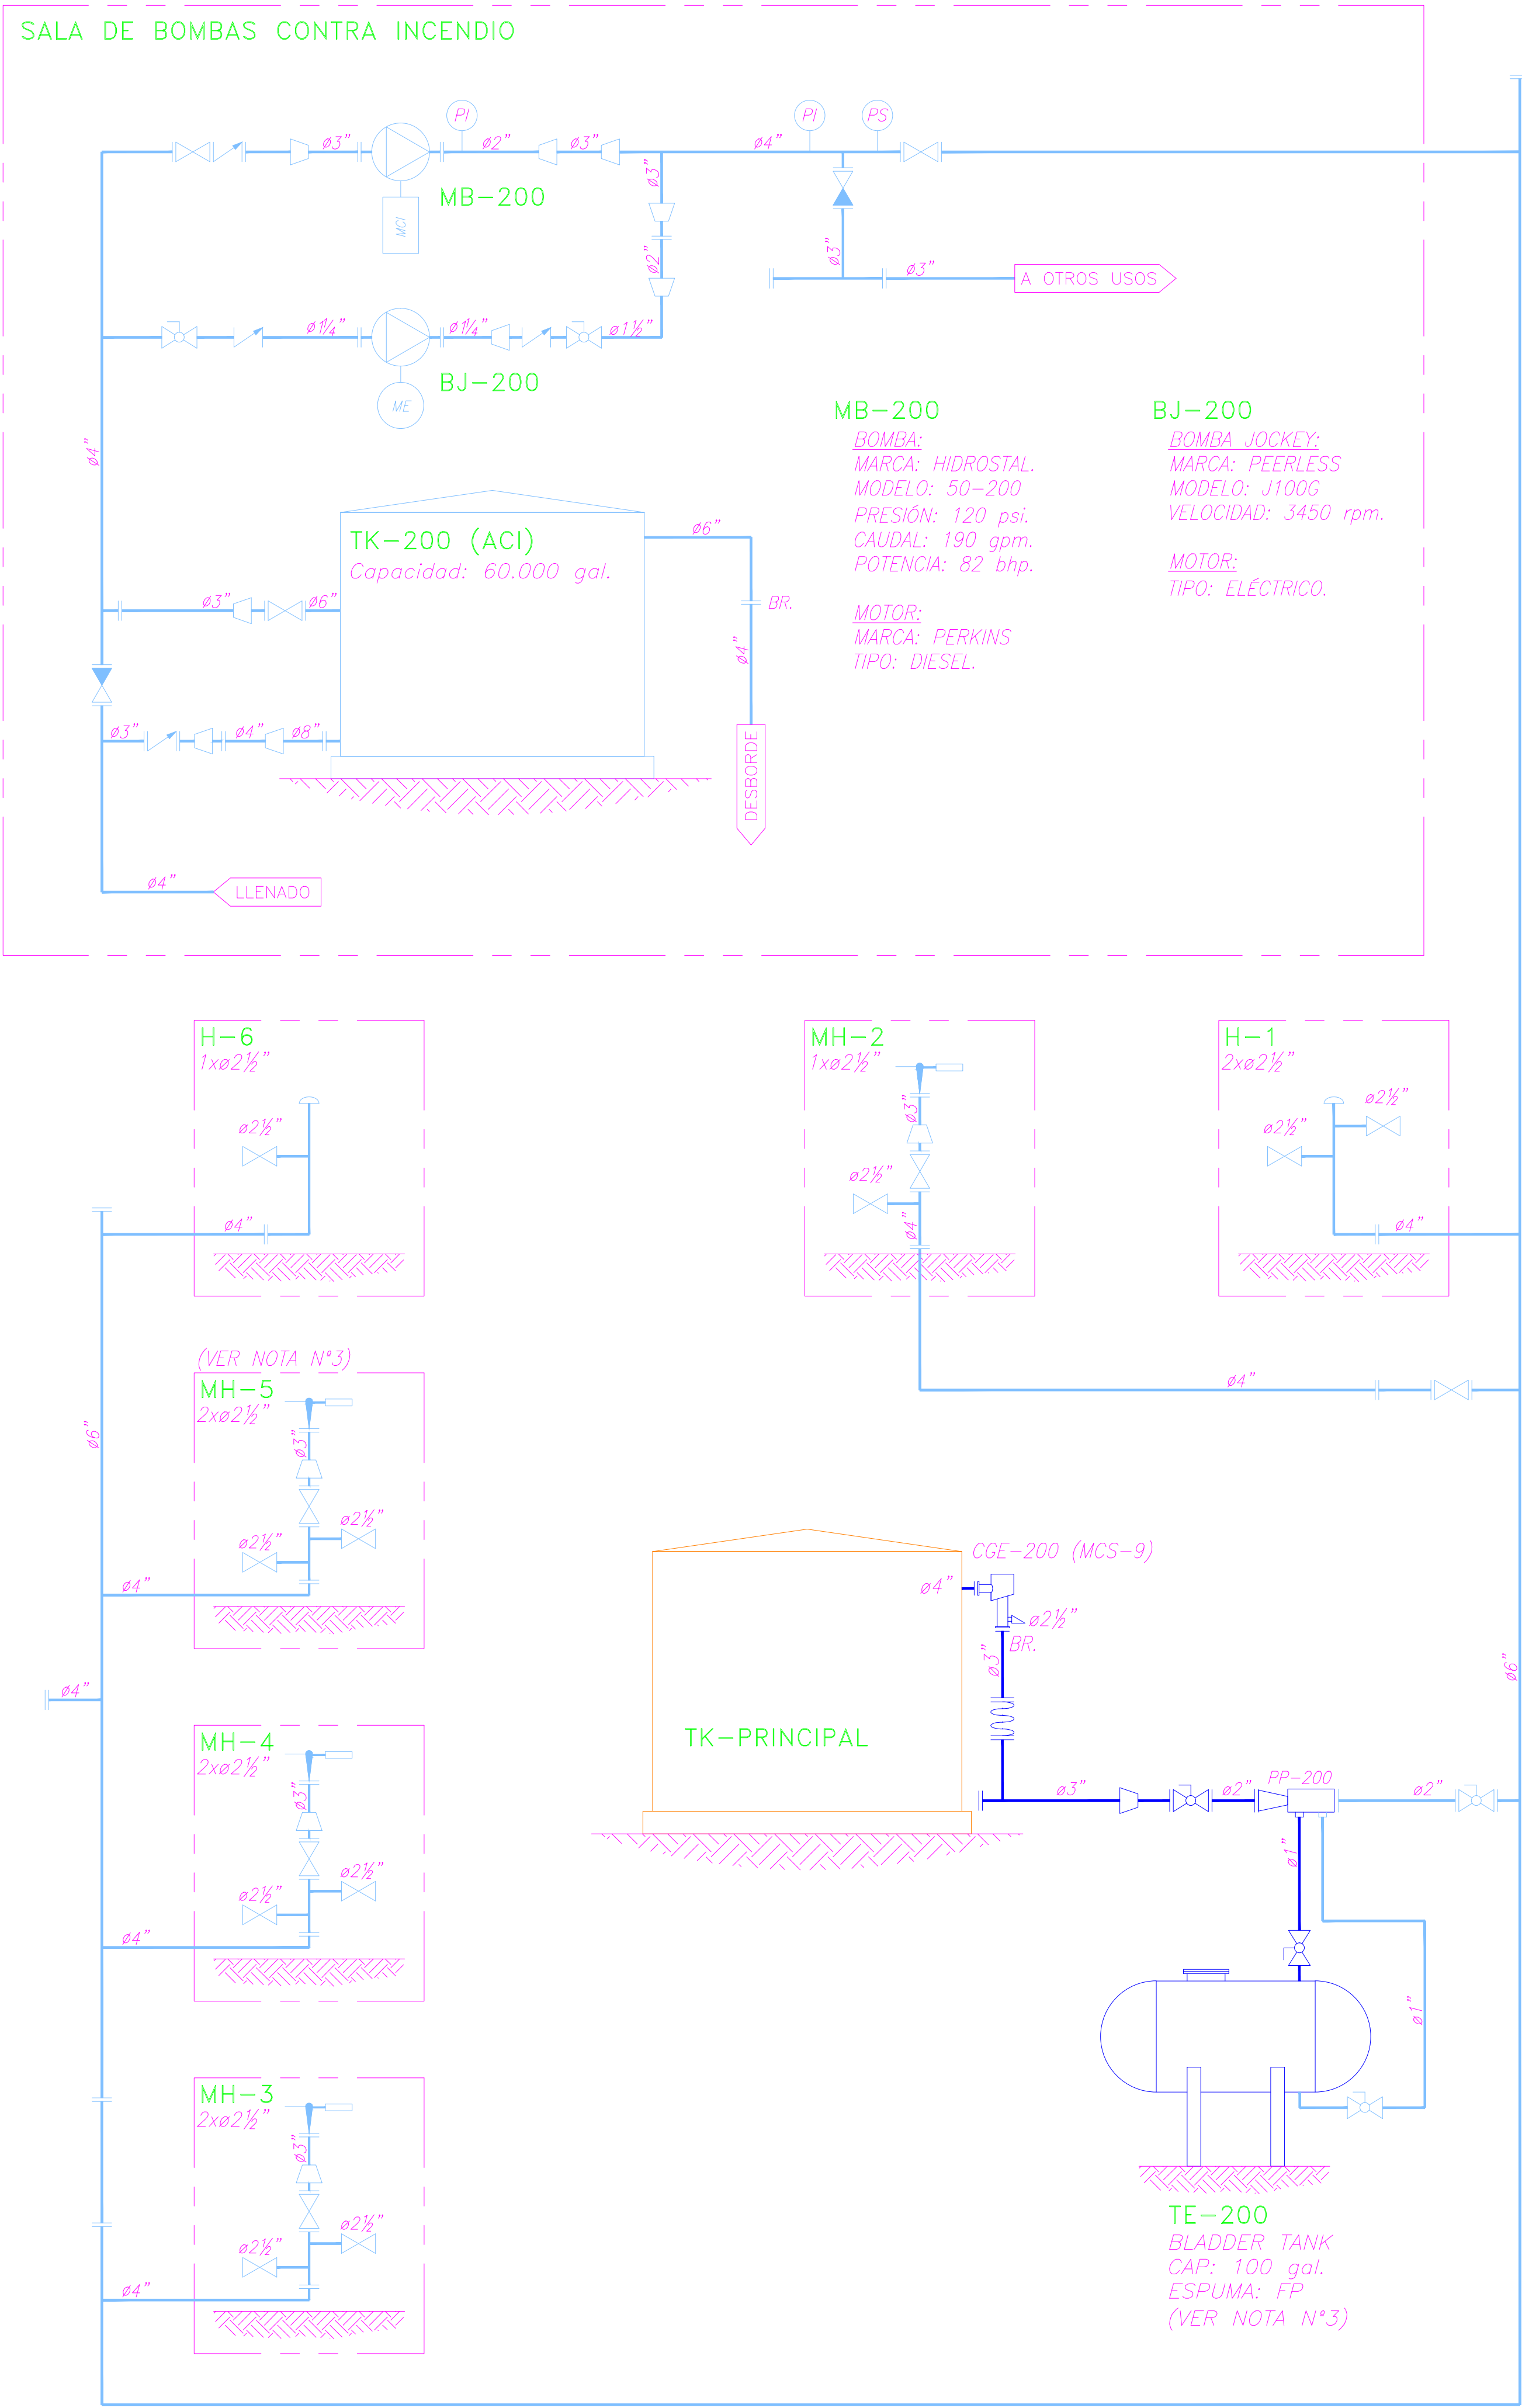 SALA DE BOMBAS CONTRA INCENDIO
ø3"
PI
ø2"
ø3"
ø4"
PI
PS
MB-200
MCI
ø3"
ø2"
ø3"
ø3"
A OTROS USOS
ø1¼"
ø1¼"
ø1½"
BJ-200
ME
ø4"
MB-200
BOMBA:
MARCA: HIDROSTAL.
MODELO: 50-200
PRESIÓN: 120 psi.
CAUDAL: 190 gpm.
POTENCIA: 82 bhp.
MOTOR:
MARCA: PERKINS
TIPO: DIESEL.
BJ-200
BOMBA JOCKEY:
MARCA: PEERLESS
MODELO: J100G
VELOCIDAD: 3450 rpm.
MOTOR:
TIPO: ELÉCTRICO.
TK-200 (ACI)
Capacidad: 60.000 gal.
ø6"
BR.
ø4"
DESBORDE
ø3"
ø6"
ø3"
ø4"
ø8"
ø4"
LLENADO
H-6
1xø2½"
ø2½"
ø4"
MH-2
1xø2½"
ø3"
ø2½"
ø4"
H-1
2xø2½"
ø2½"
ø2½"
ø4"
ø4"
(VER NOTA N°3)
MH-5
2xø2½"
ø3"
ø2½"
ø2½"
ø4"
ø6"
ø4"
MH-4
2xø2½"
ø3"
ø2½"
ø2½"
ø4"
MH-3
2xø2½"
ø3"
ø2½"
ø2½"
ø4"
CGE-200 (MCS-9)
ø4"
ø2½"
BR.
ø3"
TK-PRINCIPAL
ø6"
ø3"
ø2"
PP-200
ø2"
ø1"
ø1"
TE-200
BLADDER TANK
CAP: 100 gal.
ESPUMA: FP
(VER NOTA N°3)